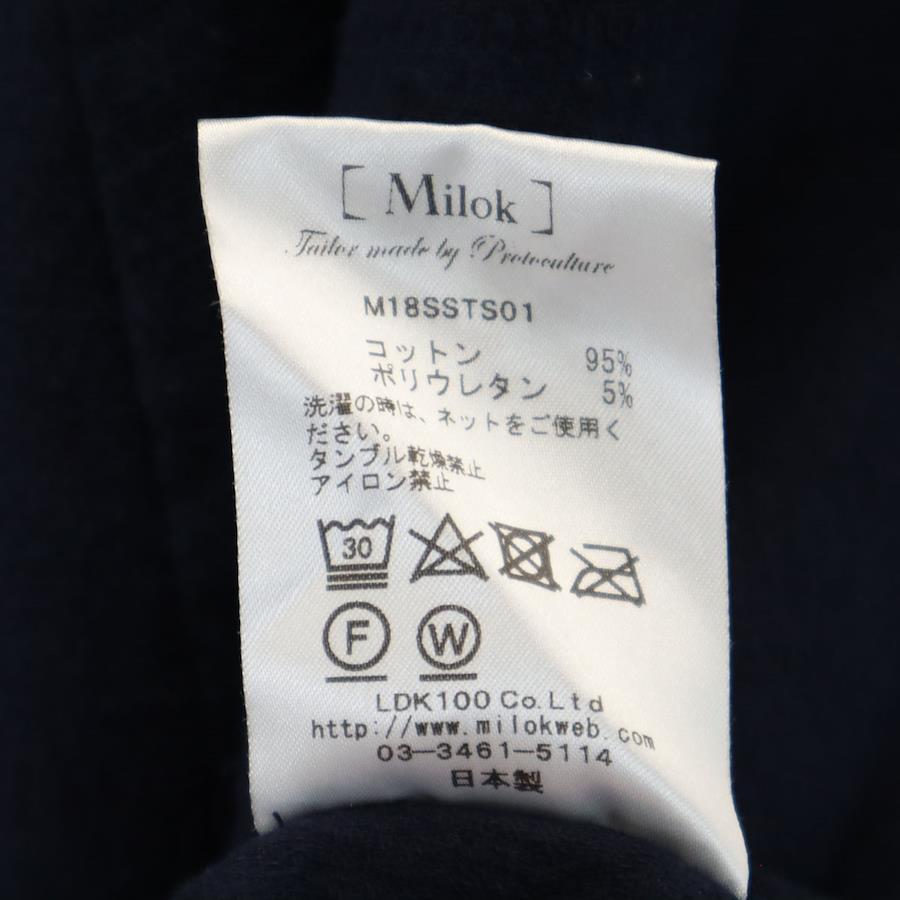 [ Milok ]
Tailor made by Protoculture
M18SSTS01
コットン 95%
ポリウレタン 5%
洗濯の時は、ネットをご使用く
ださい。
タンブル乾燥禁止
アイロン禁止
30
F W
LDK100 Co.Ltd
http://www.milokweb.com
03-3461-5114
日本製